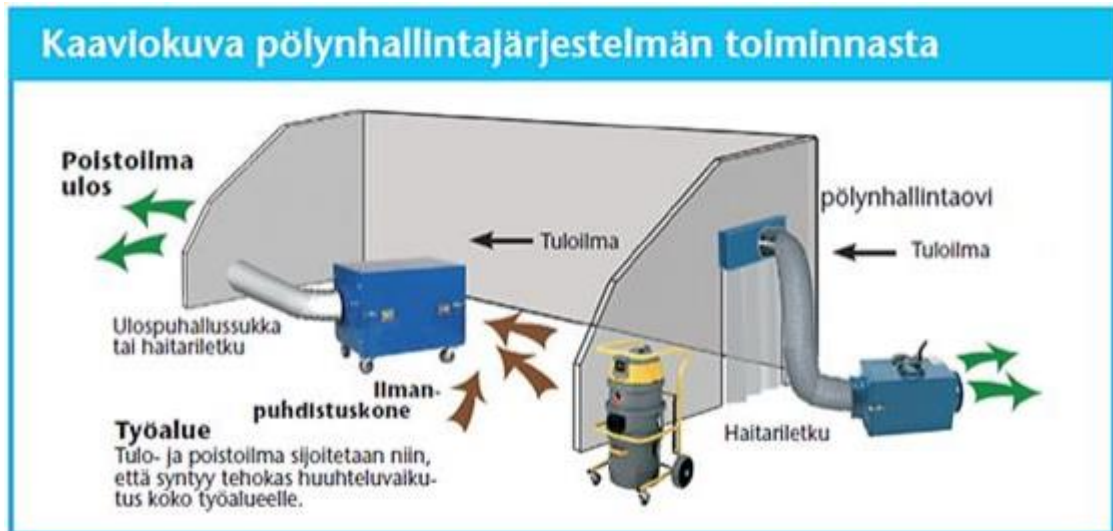 Kaaviokuva pölynhallintajärjestelmän toiminnasta
Poistoilma
ulos
pölynhallintaovi
Tuloilma
Tuloilma
Ulospuhallussukka
tai haitariletku
Ilman-
puhdistuskone
Haitariletku
Työalue
Tulo- ja poistoilma sijoitetaan niin,
että syntyy tehokas huuhteluvaiku-
tus koko työalueelle.